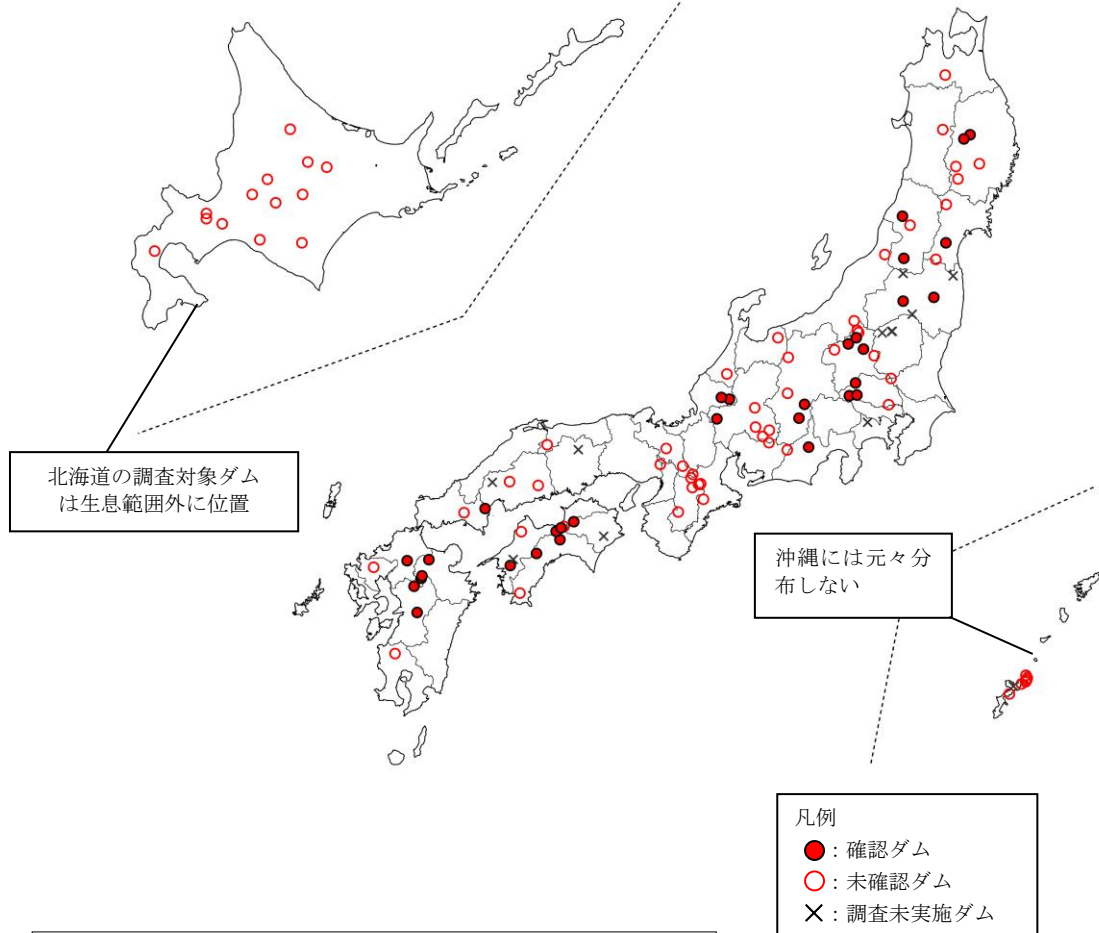 北海道の調査対象ダム
は生息範囲外に位置
沖縄には元々分
布しない
凡例
：確認ダム
：未確認ダム
：調査未実施ダム